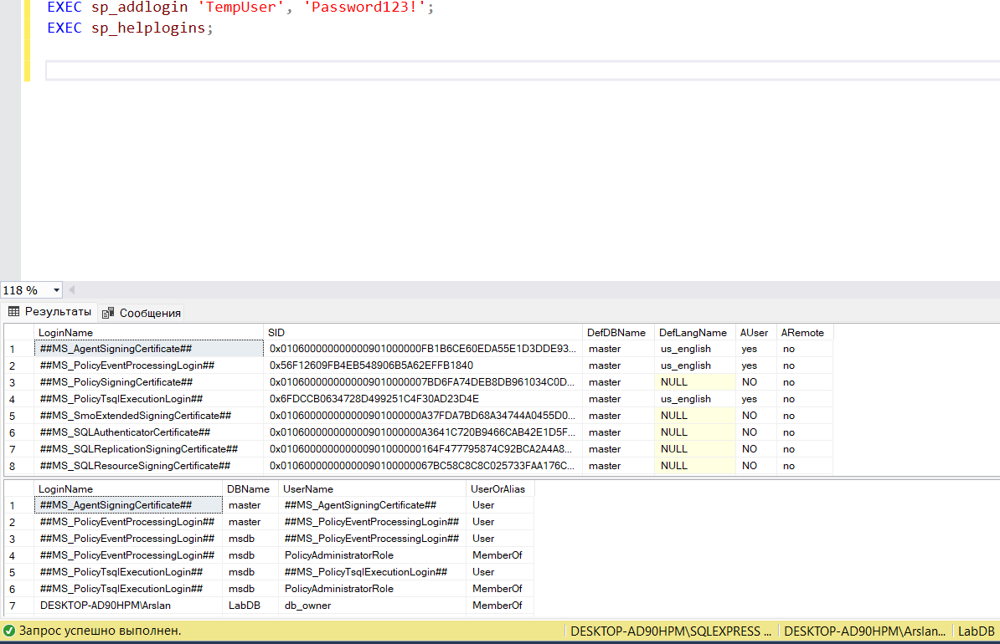 EXEC sp_addlogin 'TempUser', 'Password123!';
EXEC sp_helplogins;
118 %
Результаты Сообщения
LoginName SID DefDBName DefLangName AUser ARemote
1 ##MS_AgentSigningCertificate## 0x010600000000000901000000FB1B6CE60EDA55E1D3DDE93... master us_english yes no
2 ##MS_PolicyEventProcessingLogin## 0x56F12609FB4EB548906B5A62EFFB1840 master us_english yes no
3 ##MS_PolicySigningCertificate## 0x0106000000000009010000007BD6FA74DEB8DB961034C0D... master NULL NO no
4 ##MS_PolicyTsqlExecutionLogin## 0x6FDCCB0634728D499251C4F30AD23D4E master us_english yes no
5 ##MS_SmoExtendedSigningCertificate## 0x010600000000000901000000A37FDA7BD68A34744A0455D0... master NULL NO no
6 ##MS_SQLAuthenticatorCertificate## 0x010600000000000901000000A3641C720B9466CAB42E1D5F... master NULL NO no
7 ##MS_SQLReplicationSigningCertificate## 0x010600000000000901000000164F477795874C92BCA2A4A8... master NULL NO no
8 ##MS_SQLResourceSigningCertificate## 0x01060000000000090100000067BC58C8C8C025733FAA176C... master NULL NO no
LoginName DBName UserName UserOrAlias
1 ##MS_AgentSigningCertificate## master ##MS_AgentSigningCertificate## User
2 ##MS_PolicyEventProcessingLogin## master ##MS_PolicyEventProcessingLogin## User
3 ##MS_PolicyEventProcessingLogin## msdb ##MS_PolicyEventProcessingLogin## User
4 ##MS_PolicyEventProcessingLogin## msdb PolicyAdministratorRole MemberOf
5 ##MS_PolicyTsqlExecutionLogin## msdb ##MS_PolicyTsqlExecutionLogin## User
6 ##MS_PolicyTsqlExecutionLogin## msdb PolicyAdministratorRole MemberOf
7 DESKTOP-AD90HPM\Arslan LabDB db_owner MemberOf
Запрос успешно выполнен. DESKTOP-AD90HPM\SQLEXPRESS ... DESKTOP-AD90HPM\Arslan... LabDB